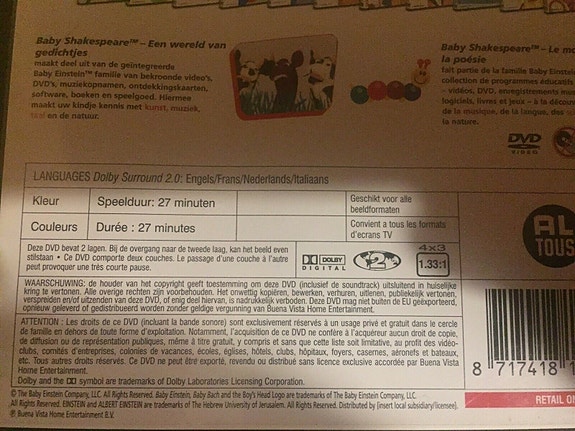 Baby Shakespeare™ – Een wereld van
gedichtjes
maakt deel uit van de geïntegreerde
Baby Einstein™ familie van bekroonde video's,
DVD's, muziekopnamen, ontdekkingskaarten,
software, boeken en speelgoed. Hiermee
maakt uw kindje kennis met kunst, muziek,
taal en de natuur.
Baby Shakespeare™ – Le mo
la poésie
fait partie de la famille Baby Einstein
collection de programmes éducatifs
– vidéos, DVD, enregistrements mus
logiciels, livres et jeux – à la découv
de la musique, de la langue, des
la nature.
DVD
VIDEO
LANGUAGES Dolby Surround 2.0: Engels/Frans/Nederlands/Italiaans
Kleur Speelduur: 27 minuten Geschikt voor alle
beeldformaten
Couleurs Durée : 27 minutes Convient a tous les formats
d'ecrans TV
Deze DVD bevat 2 lagen. Bij de overgang naar de tweede laag, kan het beeld even
stilstaan • Ce DVD comporte deux couches. Le passage d'une couche à l'autre
peut provoquer une très courte pause.
DOLBY
DIGITAL
2
4x3
1.33:1
AL
TOUS
WAARSCHUWING: de houder van het copyright geeft toestemming om deze DVD (inclusief de soundtrack) uitsluitend in huiselijke
kring te vertonen. Alle overige rechten zijn voorbehouden. Het onwettig kopiëren, bewerken, verhuren, uitlenen, publiekelijk vertonen,
verspreiden en/of uitzenden van deze DVD, of enig deel hiervan, is nadrukkelijk verboden. Deze DVD mag niet buiten de EU geëxporteerd,
opnieuw geleverd of gedistribueerd worden zonder geldige vergunning van Buena Vista Home Entertainment.
ATTENTION : Les droits de ce DVD (incluant la bande sonore) sont exclusivement réservés à un usage privé et gratuit dans le cercle
de famille en dehors de toute forme d'exploitation. Notamment, l'acquisition de ce DVD ne confère à l'acquéreur aucun droit de copie,
de diffusion ou de représentation publiques, même à titre gratuit, y compris et sans que cette liste soit limitative, au profit des vidéo-
clubs, comités d'entreprises, colonies de vacances, écoles, églises, hôtels, clubs, hôpitaux, foyers, casernes, aéronefs et bateaux,
etc. Tous autres droits réservés. Ce DVD ne peut être exporté, revendu ou distribué sans licence exclusive accordée par Buena Vista
Home Entertainment.
Dolby and the DD symbol are trademarks of Dolby Laboratories Licensing Corporation.
8 717418 1
RETAIL ON
© The Baby Einstein Company, LLC. All Rights Reserved. Baby Einstein, Baby Bach and the Boy's Head Logo are trademarks of The Baby Einstein Company, LLC.
All Rights Reserved. EINSTEIN and ALBERT EINSTEIN are trademarks of The Hebrew University of Jerusalem. All Rights Reserved. Distributed by [insert local subsidiary/licensee].
℗ Buena Vista Home Entertainment B.V.